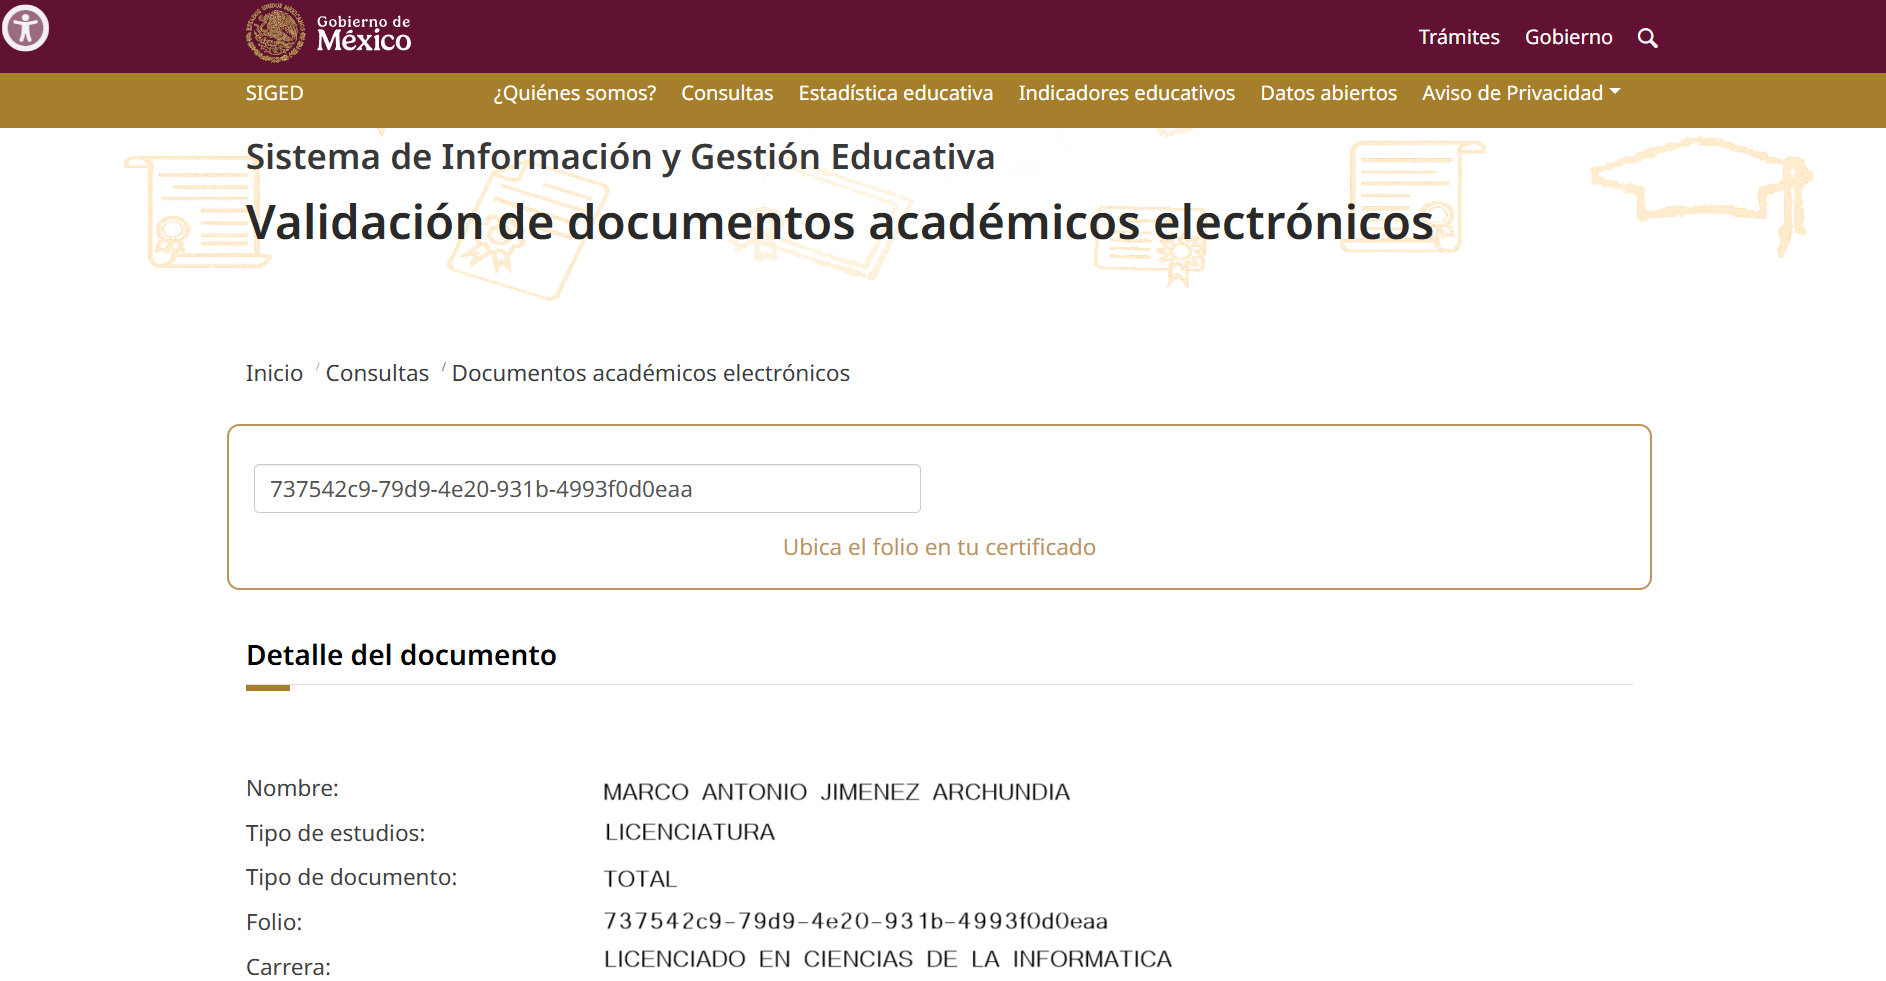 Gobierno de
México
Trámites Gobierno
SIGED ¿Quiénes somos? Consultas Estadística educativa Indicadores educativos Datos abiertos Aviso de Privacidad
Sistema de Información y Gestión Educativa
Validación de documentos académicos electrónicos
Inicio / Consultas / Documentos académicos electrónicos
737542c9-79d9-4e20-931b-4993f0d0eaa
Ubica el folio en tu certificado
Detalle del documento
Nombre: MARCO ANTONIO JIMENEZ ARCHUNDIA
Tipo de estudios: LICENCIATURA
Tipo de documento: TOTAL
Folio: 737542c9-79d9-4e20-931b-4993f0d0eaa
Carrera: LICENCIADO EN CIENCIAS DE LA INFORMATICA